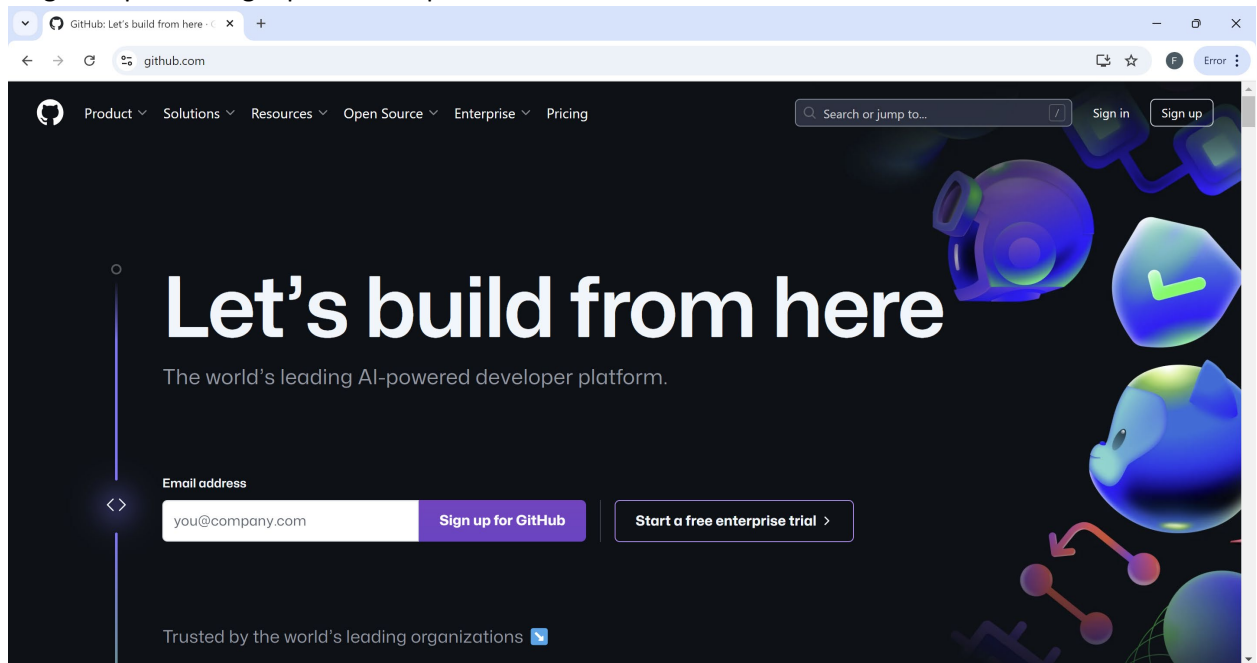 GitHub: Let's build from here · G
github.com
Error
Product Solutions Resources Open Source Enterprise Pricing
Search or jump to... /
Sign in Sign up
Let's build from here
The world's leading AI-powered developer platform.
Email address
you@company.com Sign up for GitHub Start a free enterprise trial
Trusted by the world's leading organizations